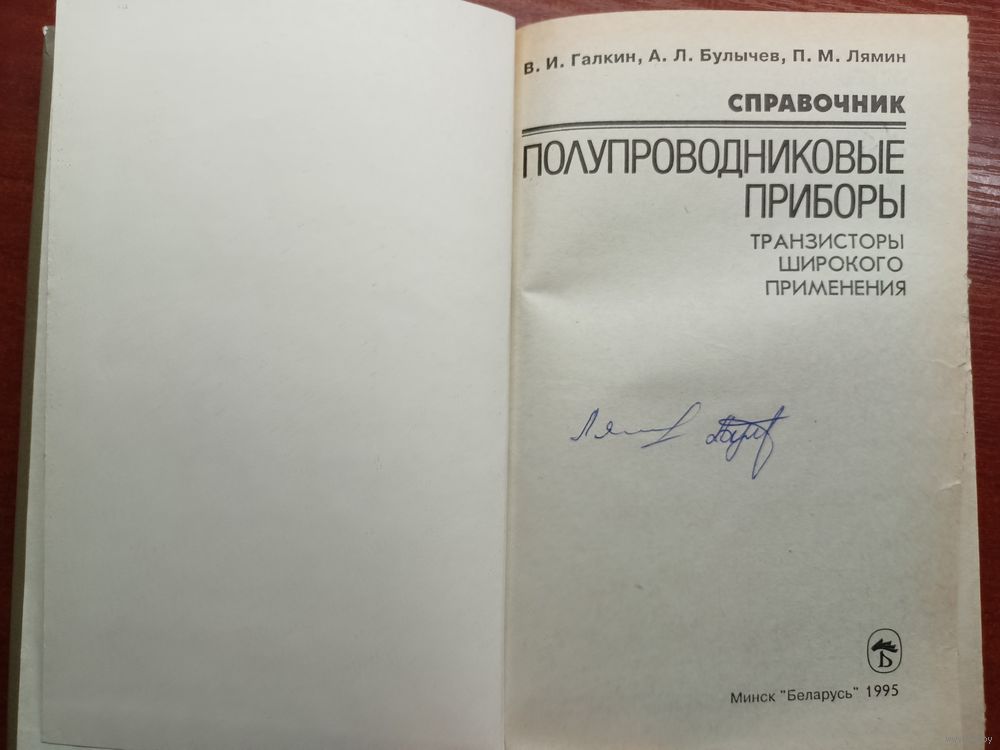 В. И. Галкин, А. Л. Булычев, П. М. Лямин
СПРАВОЧНИК
ПОЛУПРОВОДНИКОВЫЕ
ПРИБОРЫ
ТРАНЗИСТОРЫ
ШИРОКОГО
ПРИМЕНЕНИЯ
Б
Минск "Беларусь" 1995